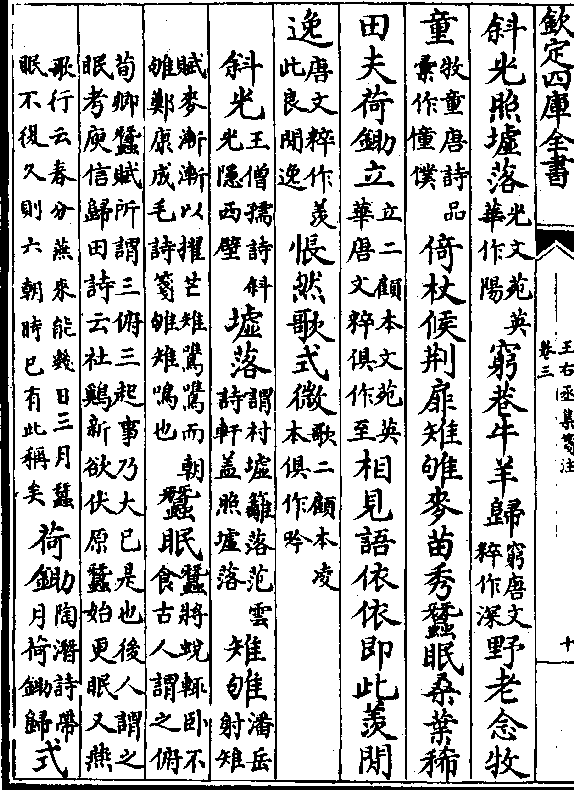 欽定四庫全書
王右丞集箋注
卷三
十
斜光照墟落光文苑英華作陽窮巷牛羊歸窮唐文粹作深野老念牧
童牧童唐詩品彙作僮僕倚杖候荆扉雉雊麥苗秀蠶眠桑葉稀
田夫荷鋤立立二顧本文苑英華唐文粹俱作至相見語依依即此羨閒
逸唐文粹作羨此良閒逸悵然歌式微歌二顧本凌本俱作吟
斜光王僧孺詩斜光隱西壁墟落謂村墟籬落范雲詩軒蓋照墟落雉雊潘岳射雉
賦麥漸漸以擢芒雉鷕鷕而朝雊鄭康成毛詩箋雊雉鳴也蠶眠蠶將蛻輒卧不食古人謂之俯
荀卿蠶賦所謂三俯三起事乃大已是也後人謂之眠考庾信歸田詩云社鷄新欲伏原蠶始更眠又燕
歌行云春分燕來能幾日三月蠶眠不復久則六朝時已有此稱矣荷鋤陶潛詩帶月荷鋤歸式